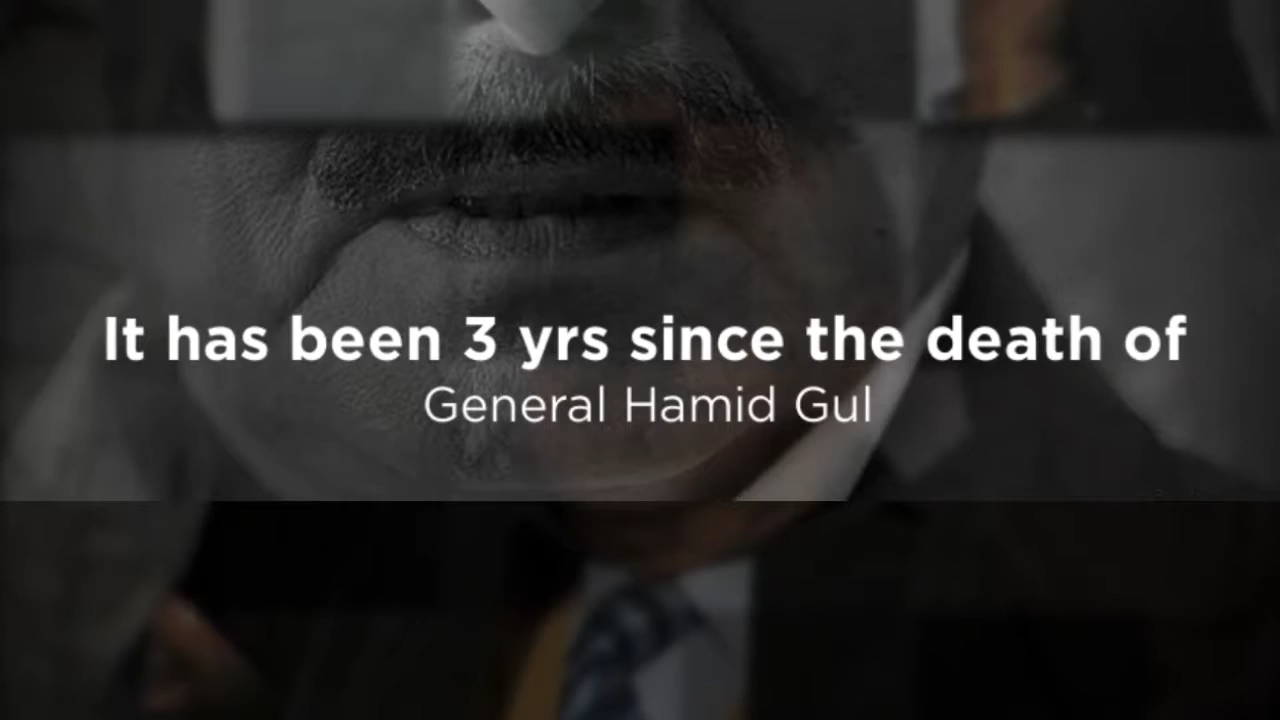 It has been 3 yrs since the death of
General Hamid Gul